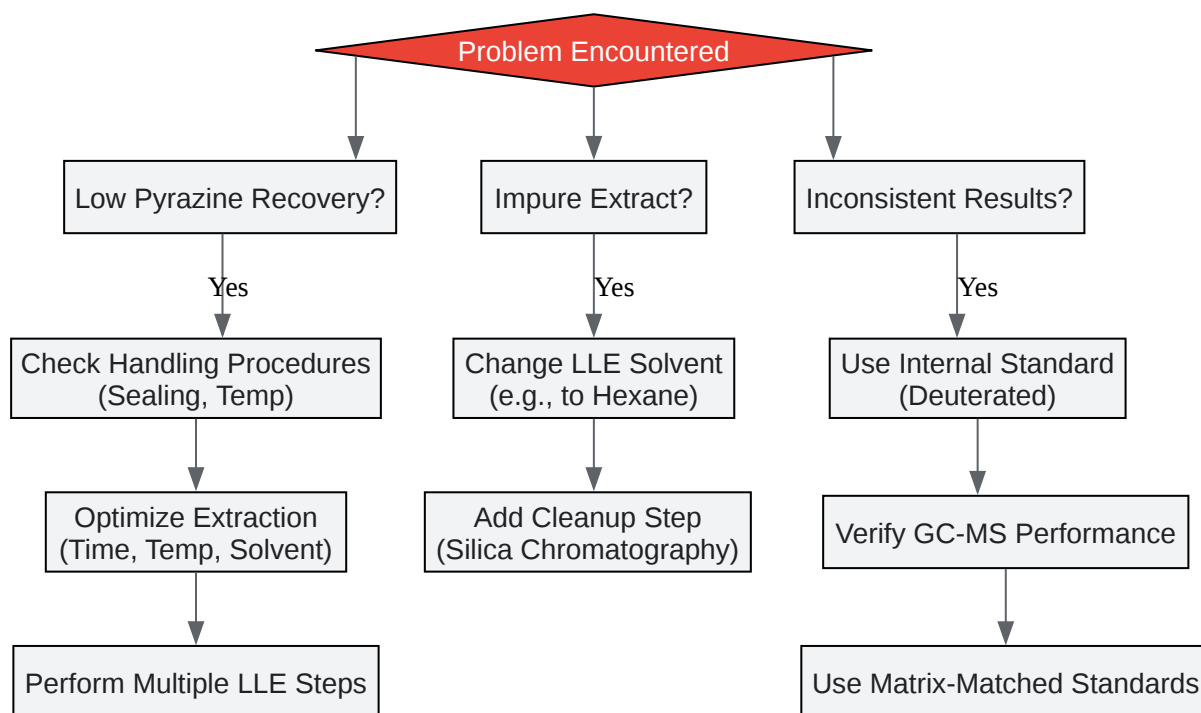 Problem Encountered
Low Pyrazine Recovery?
Impure Extract?
Inconsistent Results?
Yes
Yes
Yes
Check Handling Procedures
(Sealing, Temp)
Change LLE Solvent
(e.g., to Hexane)
Use Internal Standard
(Deuterated)
Optimize Extraction
(Time, Temp, Solvent)
Add Cleanup Step
(Silica Chromatography)
Verify GC-MS Performance
Perform Multiple LLE Steps
Use Matrix-Matched Standards